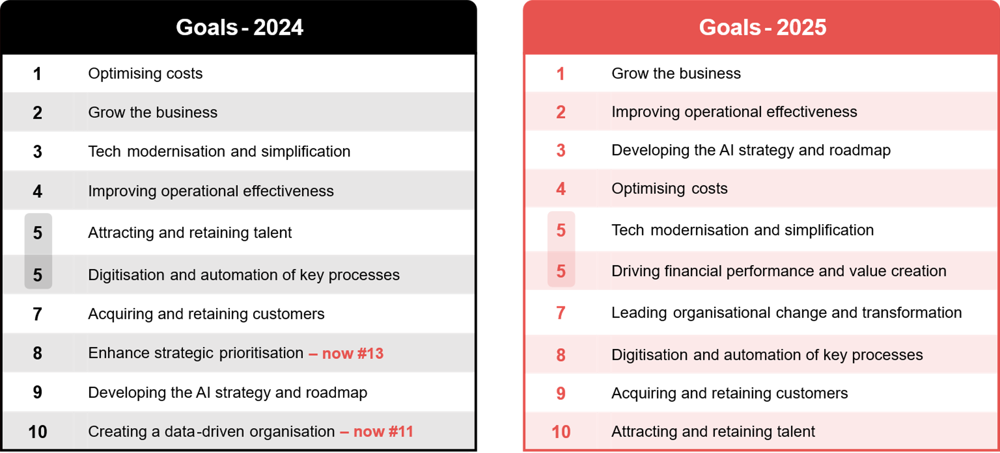 Goals - 2024
1 Optimising costs
2 Grow the business
3 Tech modernisation and simplification
4 Improving operational effectiveness
5 Attracting and retaining talent
5 Digitisation and automation of key processes
7 Acquiring and retaining customers
8 Enhance strategic prioritisation – now #13
9 Developing the AI strategy and roadmap
10 Creating a data-driven organisation – now #11
Goals - 2025
1 Grow the business
2 Improving operational effectiveness
3 Developing the AI strategy and roadmap
4 Optimising costs
5 Tech modernisation and simplification
5 Driving financial performance and value creation
7 Leading organisational change and transformation
8 Digitisation and automation of key processes
9 Acquiring and retaining customers
10 Attracting and retaining talent